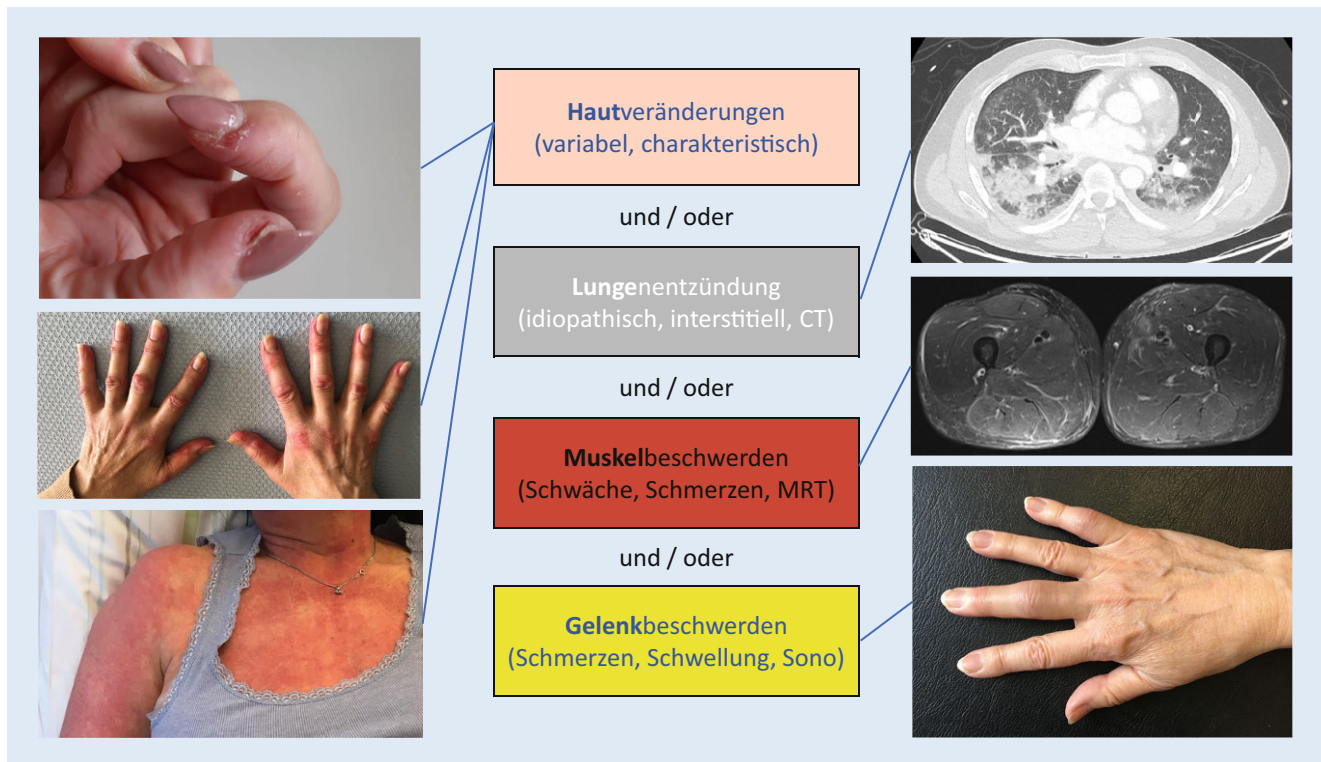 Hautveränderungen
(variabel, charakteristisch)
und / oder
Lungenentzündung
(idiopathisch, interstitiell, CT)
und / oder
Muskelbeschwerden
(Schwäche, Schmerzen, MRT)
und / oder
Gelenkbeschwerden
(Schmerzen, Schwellung, Sono)